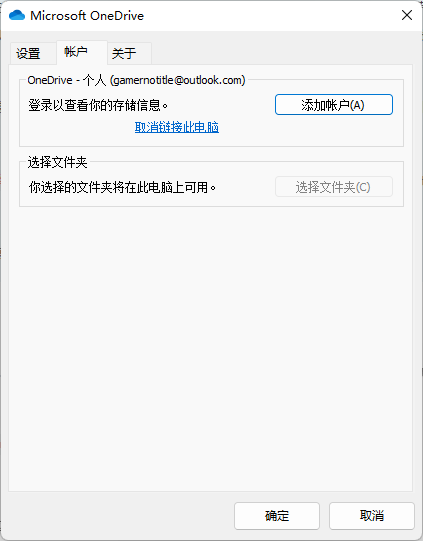 Microsoft OneDrive
设置 帐户 关于
OneDrive - 个人 (gamernotitle@outlook.com)
登录以查看你的存储信息。 添加帐户(A)
取消链接此电脑
选择文件夹
你选择的文件夹将在此电脑上可用。 选择文件夹(C)
确定 取消